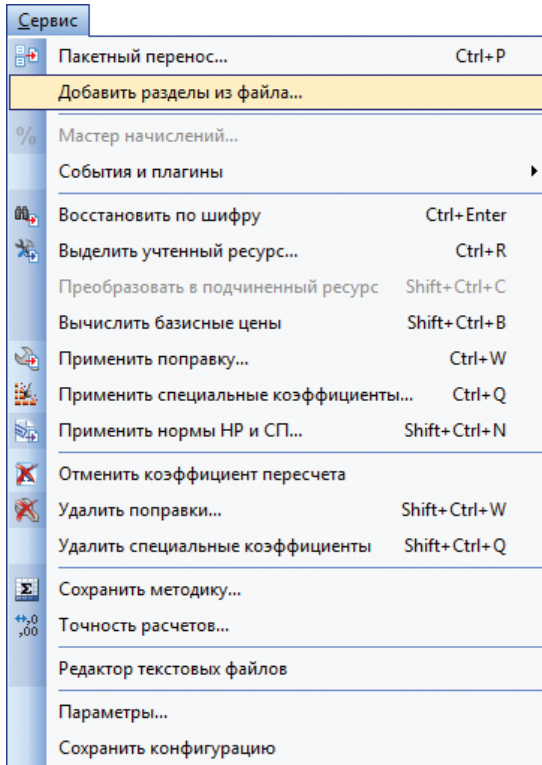 Сервис
Пакетный перенос... Ctrl+P
Добавить разделы из файла...
% Мастер начислений...
События и плагины
Восстановить по шифру Ctrl+Enter
Выделить учтенный ресурс... Ctrl+R
Преобразовать в подчиненный ресурс Shift+Ctrl+C
Вычислить базисные цены Shift+Ctrl+B
Применить поправку... Ctrl+W
Применить специальные коэффициенты... Ctrl+Q
Применить нормы НР и СП... Shift+Ctrl+N
Отменить коэффициент пересчета
Удалить поправки... Shift+Ctrl+W
Удалить специальные коэффициенты Shift+Ctrl+Q
Σ Сохранить методику...
,0 ,00 Точность расчетов...
Редактор текстовых файлов
Параметры...
Сохранить конфигурацию